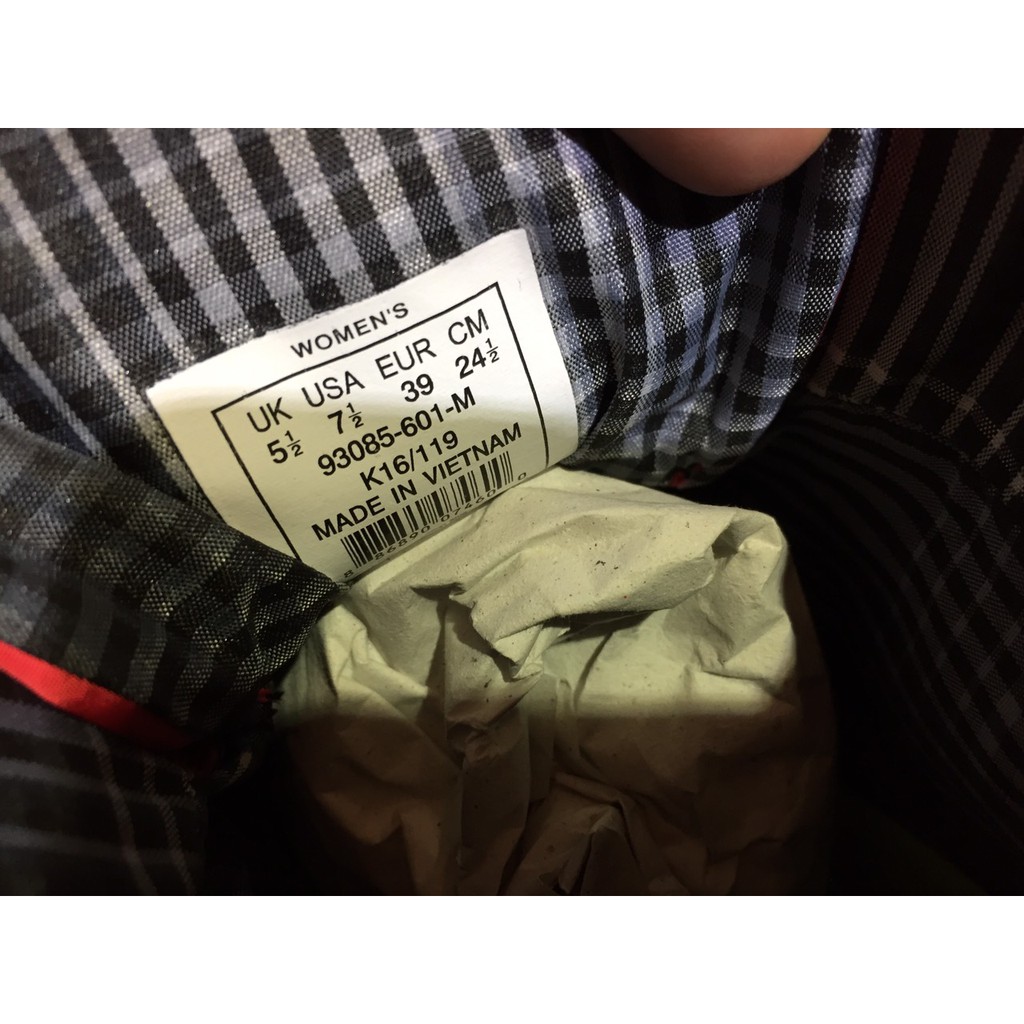 WOMEN'S
UK USA EUR CM
5½ 7½ 39 24½
93085-601-M
K16/119
MADE IN VIETNAM